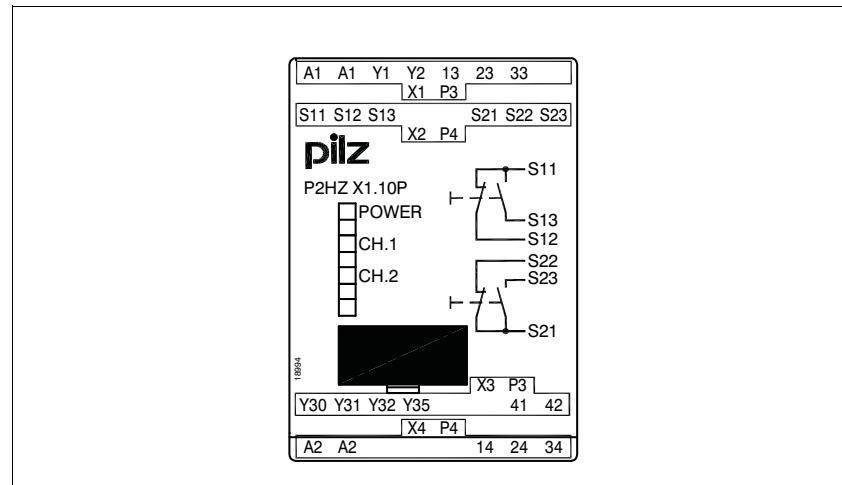 A1 A1 Y1 Y2 13 23 33
X1 P3
S11 S12 S13 S21 S22 S23
X2 P4
pilz
P2HZ X1.10P
POWER
CH.1
CH.2
S11
S13
S12
S22
S23
S21
18994
X3 P3
Y30 Y31 Y32 Y35 41 42
X4 P4
A2 A2 14 24 34